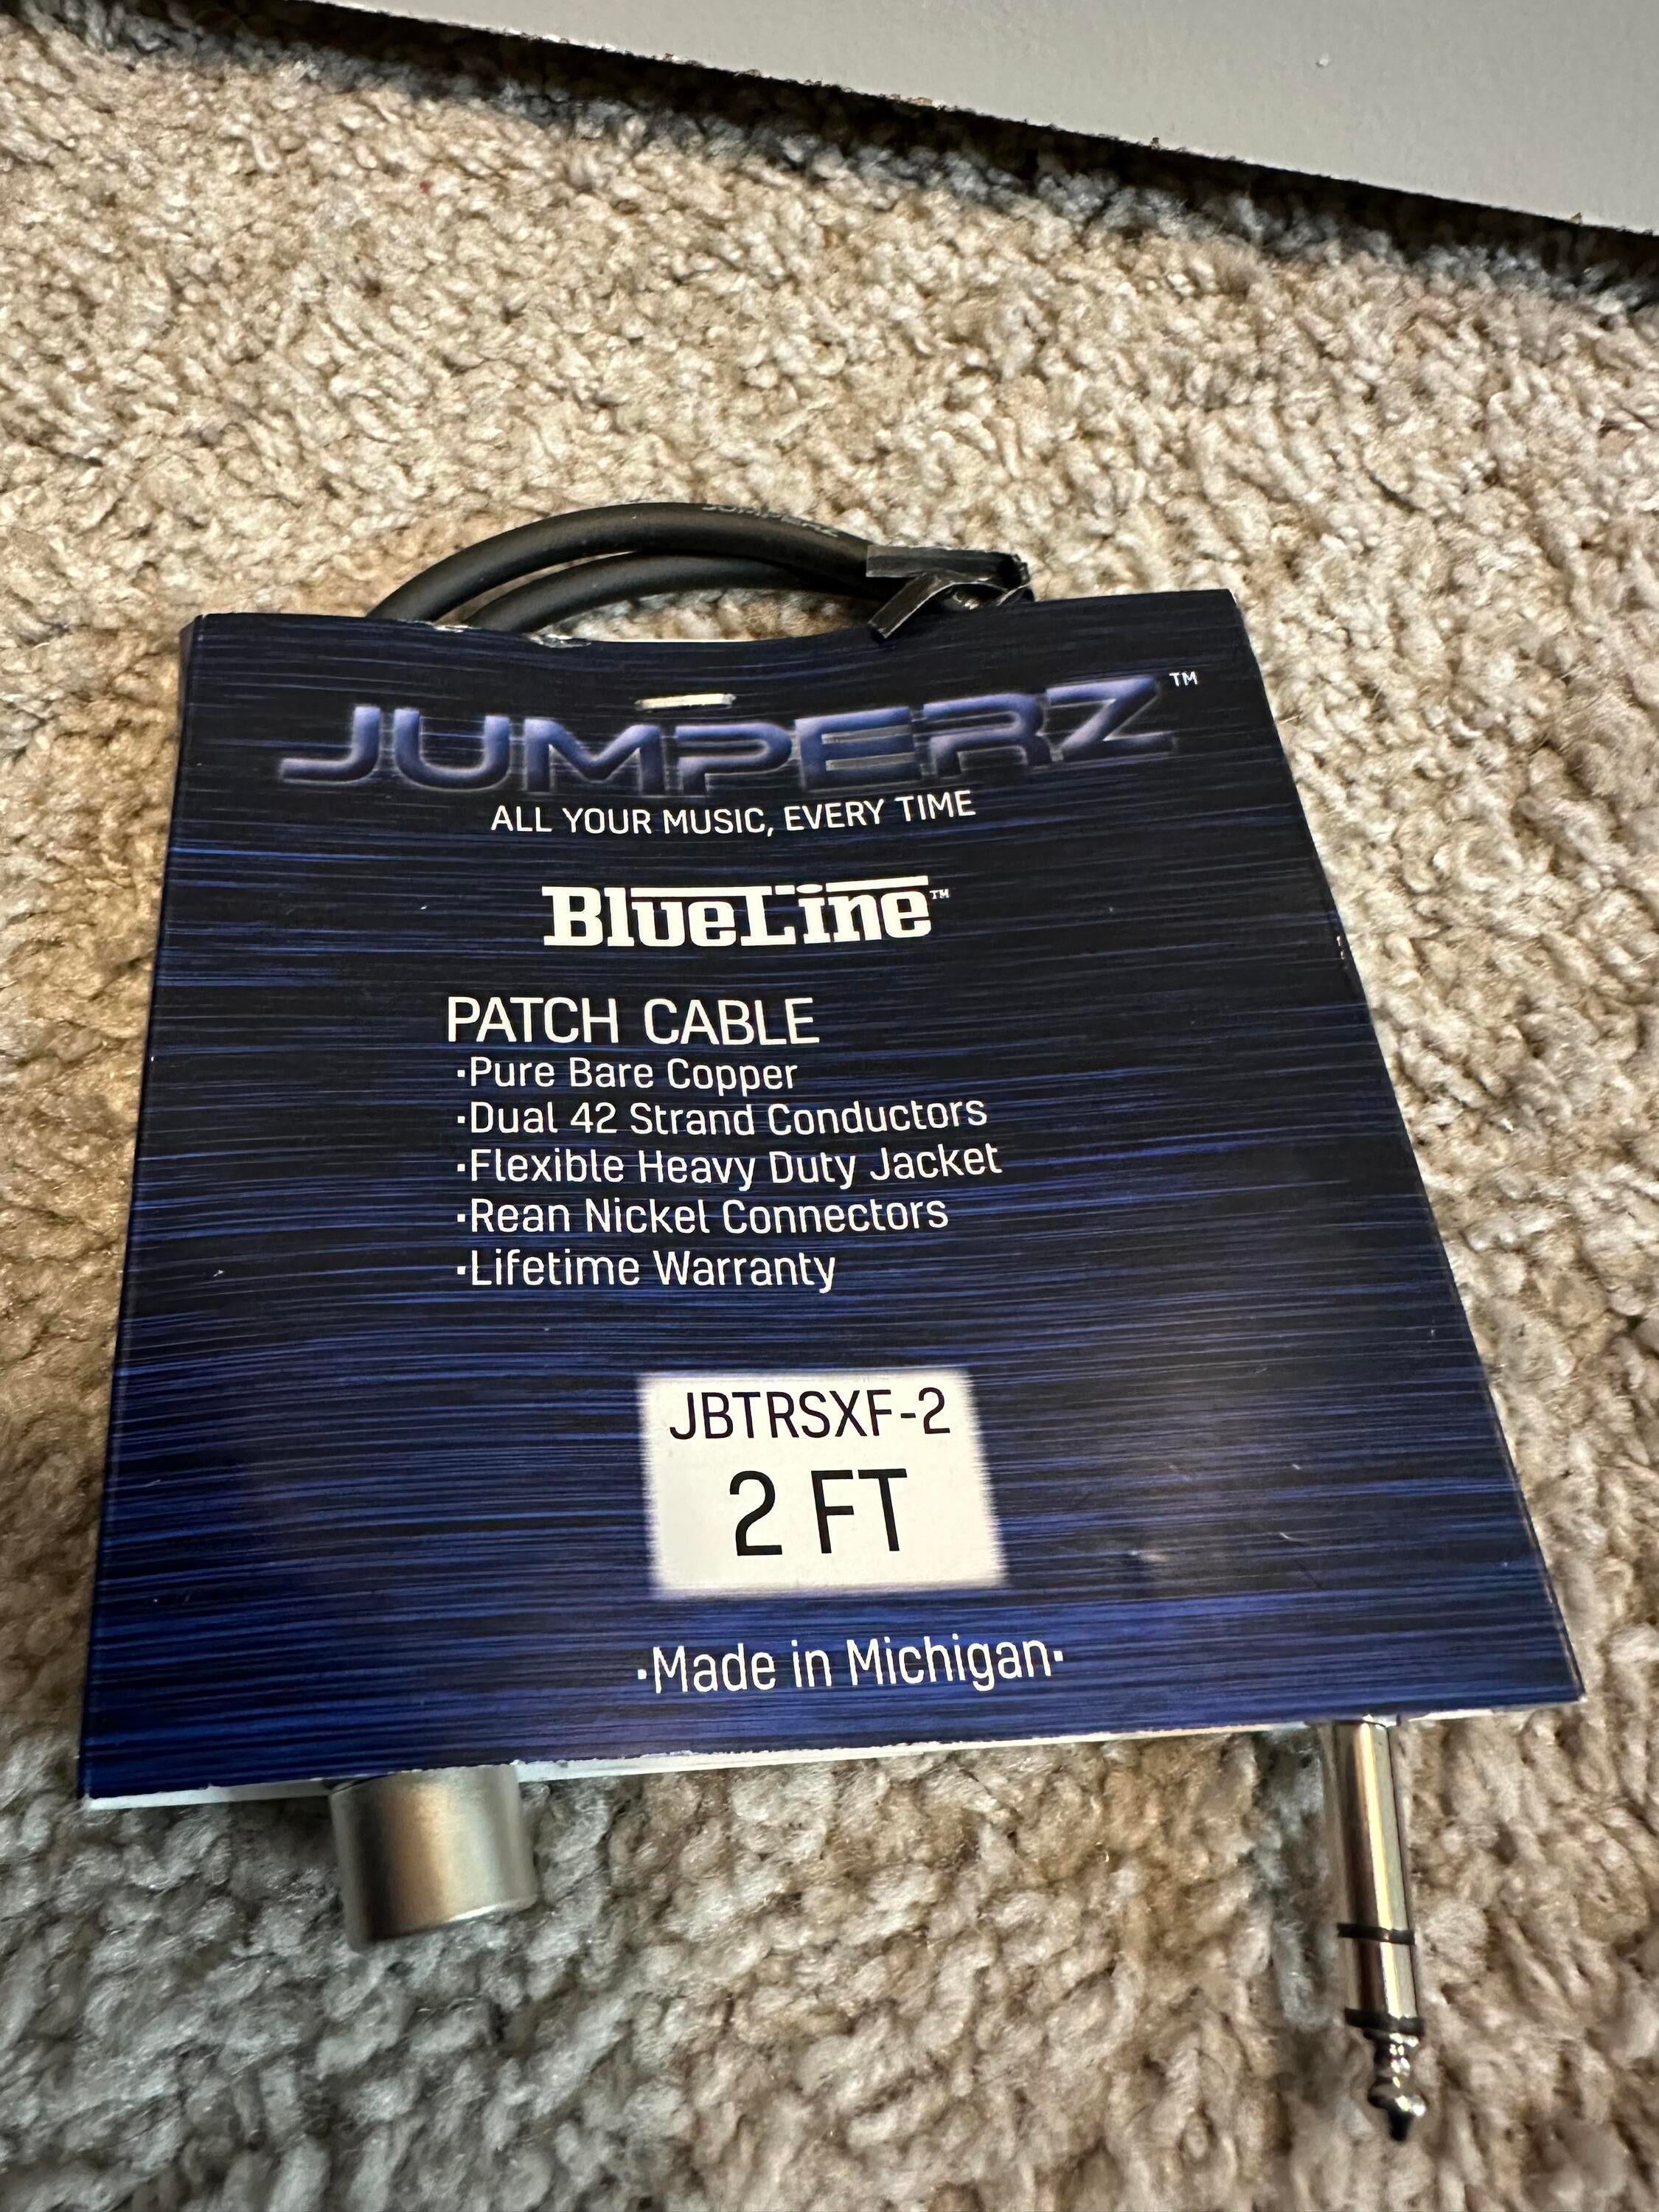 JUMPERZ
JUMPERZ™
ALL YOUR MUSIC, EVERY TIME
BlueLine™
PATCH CABLE
·Pure Bare Copper
·Dual 42 Strand Conductors
·Flexible Heavy Duty Jacket
·Rean Nickel Connectors
·Lifetime Warranty
JBTRSXF-2
2 FT
·Made in Michigan·